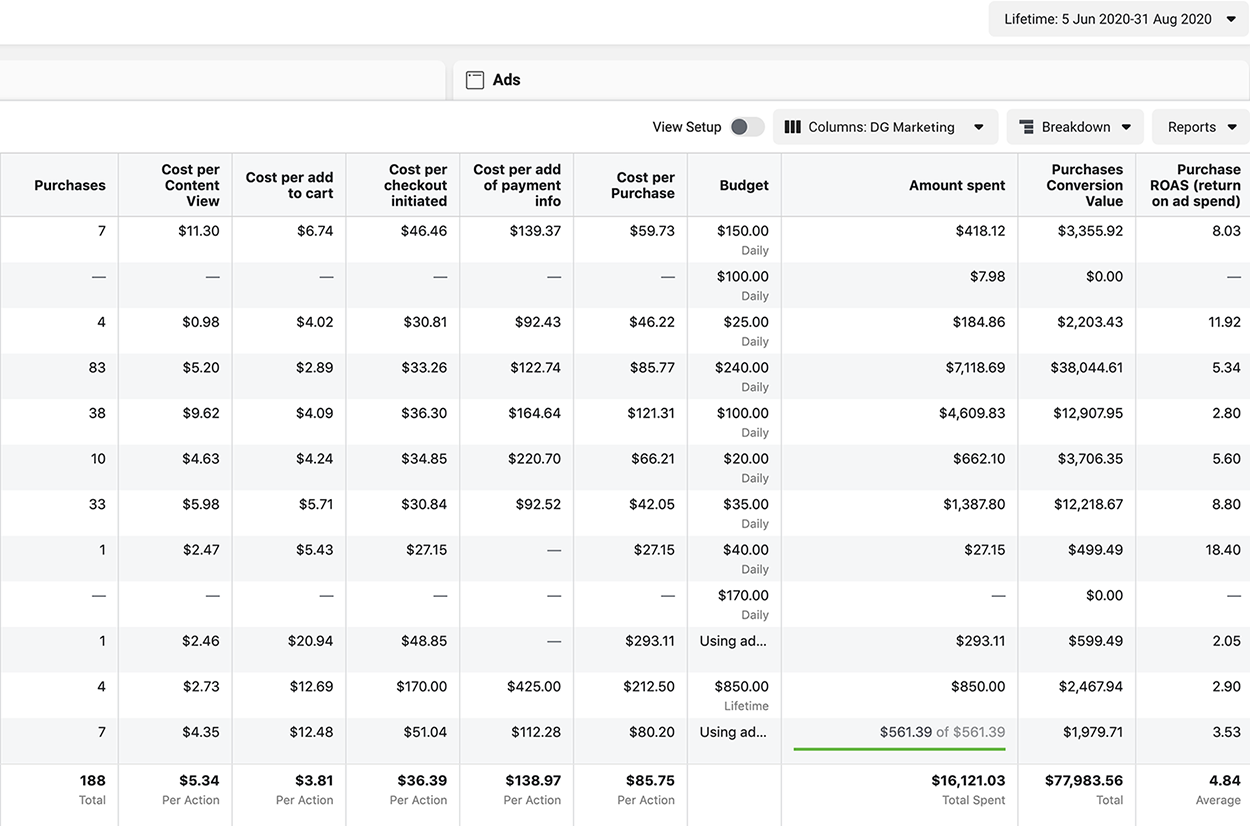 Lifetime: 5 Jun 2020-31 Aug 2020
Ads
View Setup Columns: DG Marketing Breakdown Reports
Purchases Cost per Content View Cost per add to cart Cost per checkout initiated Cost per add of payment info Cost per Purchase Budget Amount spent Purchases Conversion Value Purchase ROAS (return on ad spend)
7 $11.30 $6.74 $46.46 $139.37 $59.73 $150.00 $418.12 $3,355.92 8.03
Daily
— — — — — — $100.00 $7.98 $0.00 —
Daily
4 $0.98 $4.02 $30.81 $92.43 $46.22 $25.00 $184.86 $2,203.43 11.92
Daily
83 $5.20 $2.89 $33.26 $122.74 $85.77 $240.00 $7,118.69 $38,044.61 5.34
Daily
38 $9.62 $4.09 $36.30 $164.64 $121.31 $100.00 $4,609.83 $12,907.95 2.80
Daily
10 $4.63 $4.24 $34.85 $220.70 $66.21 $20.00 $662.10 $3,706.35 5.60
Daily
33 $5.98 $5.71 $30.84 $92.52 $42.05 $35.00 $1,387.80 $12,218.67 8.80
Daily
1 $2.47 $5.43 $27.15 — $27.15 $40.00 $27.15 $499.49 18.40
Daily
— — — — — — $170.00 — $0.00 —
Daily
1 $2.46 $20.94 $48.85 — $293.11 Using ad... $293.11 $599.49 2.05
4 $2.73 $12.69 $170.00 $425.00 $212.50 $850.00 $850.00 $2,467.94 2.90
Lifetime
7 $4.35 $12.48 $51.04 $112.28 $80.20 Using ad... $561.39 of $561.39 $1,979.71 3.53
188 $5.34 $3.81 $36.39 $138.97 $85.75 $16,121.03 $77,983.56 4.84
Total Per Action Per Action Per Action Per Action Per Action Total Spent Total Average